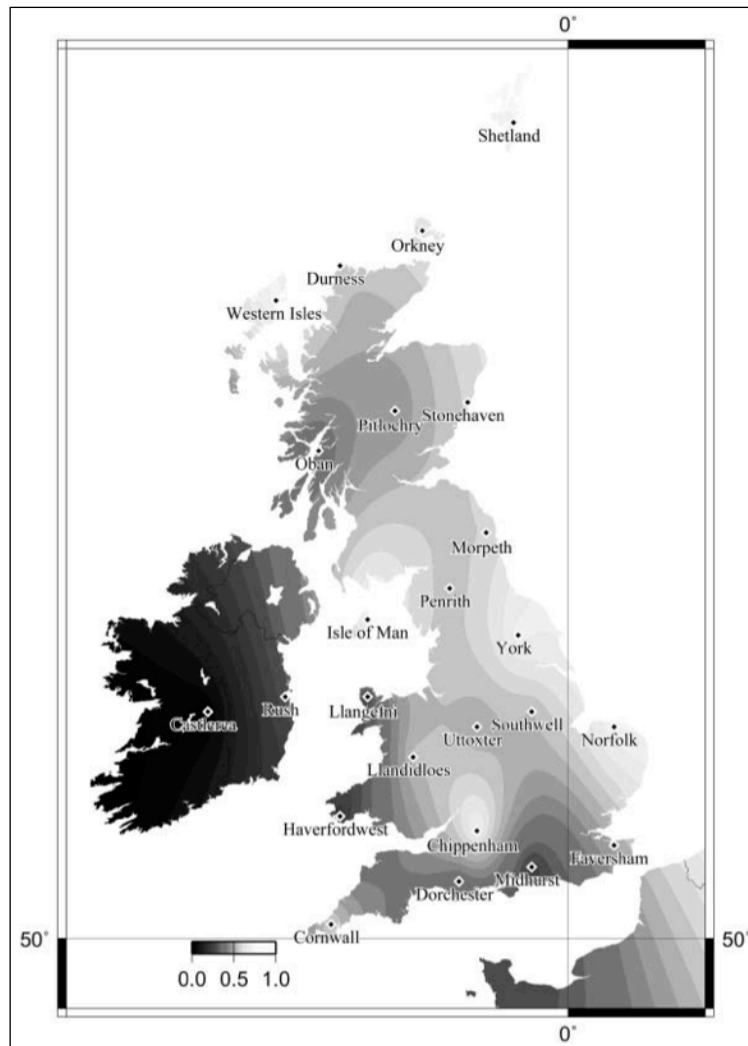 0°
Shetland
Orkney
Durness
Western Isles
Stonehaven
Pitlochry
Oban
Morpeth
Penrith
Isle of Man
York
Castlerea
Rush
Llangefni
Uttoxter
Southwell
Norfolk
Llandidloes
Haverfordwest
Chippenham
Faversham
Midhurst
Dorchester
Cornwall
50°
50°
0.0 0.5 1.0
0°